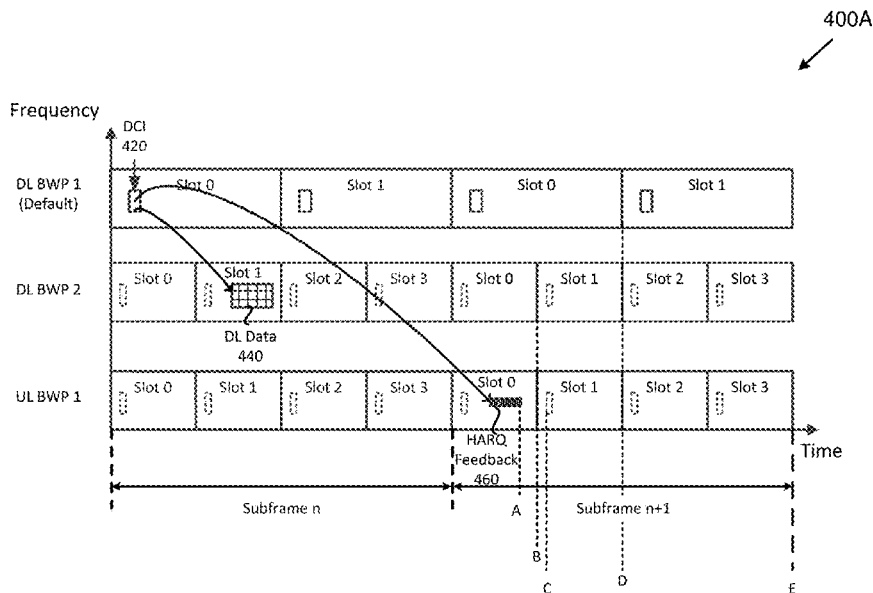 400A
Frequency
DCI
420
DL BWP 1
(Default)
Slot 0
Slot 1
Slot 0
Slot 1
DL BWP 2
Slot 0
Slot 1
Slot 2
Slot 3
Slot 0
Slot 1
Slot 2
Slot 3
DL Data
440
UL BWP 1
Slot 0
Slot 1
Slot 2
Slot 3
Slot 0
Slot 1
Slot 2
Slot 3
Time
HARQ
Feedback
460
Subframe n
A
Subframe n+1
B
C
D
E